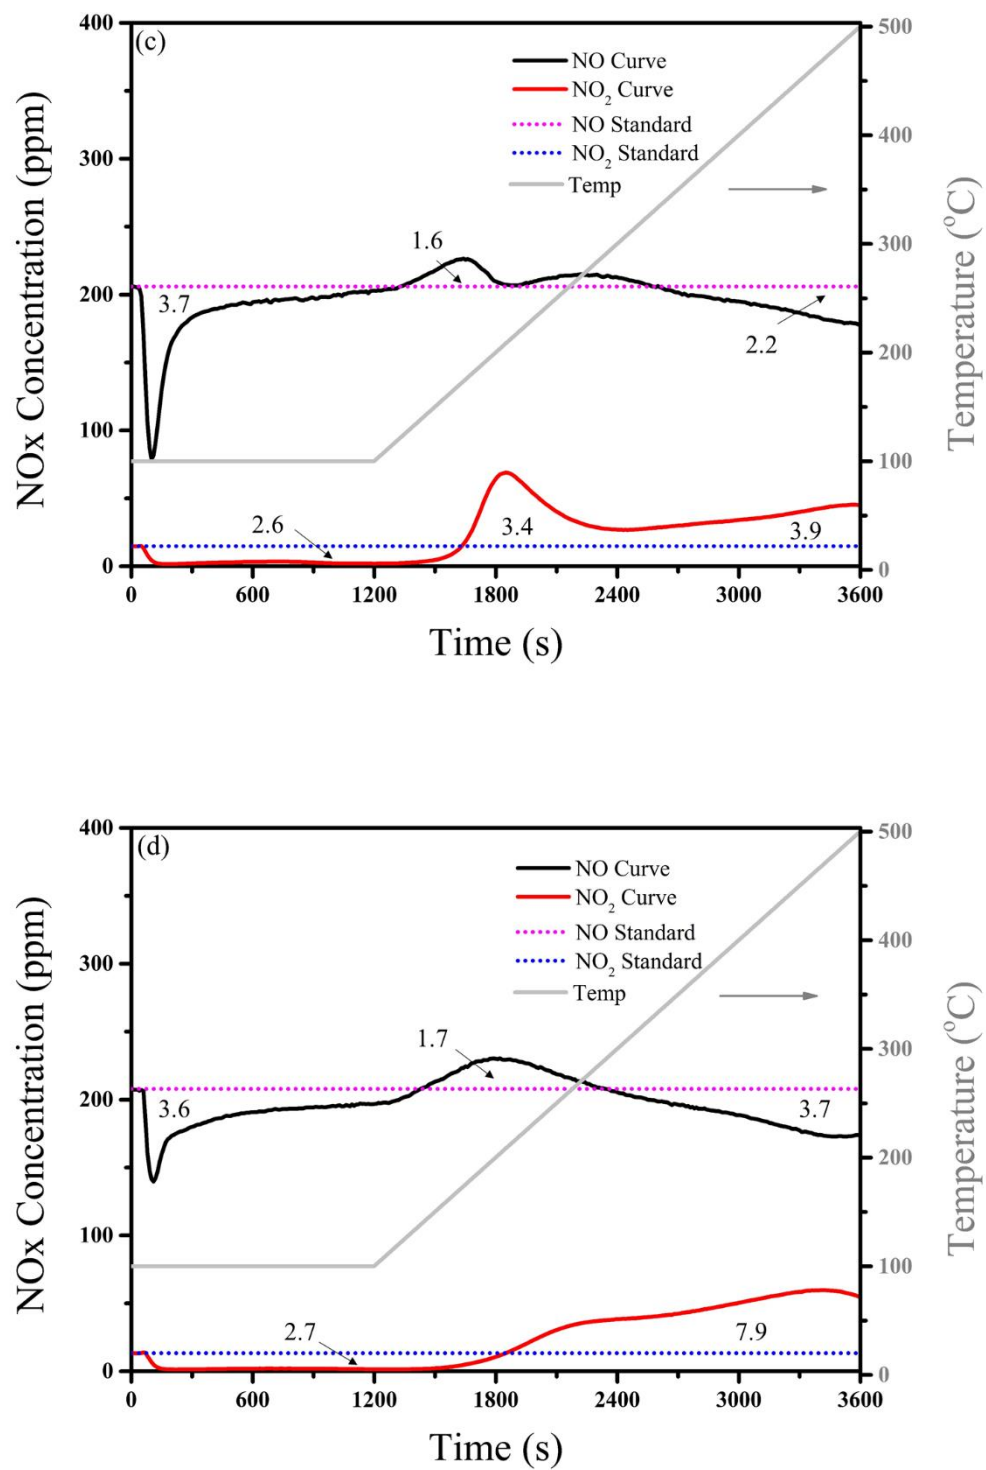 (c)
NO Curve
NO₂ Curve
NO Standard
NO₂ Standard
Temp
400
300
200
100
0
NOx Concentration (ppm)
500
400
300
200
100
0
Temperature (°C)
1.6
3.7
2.2
2.6
3.4
3.9
0 600 1200 1800 2400 3000 3600
Time (s)
(d)
NO Curve
NO₂ Curve
NO Standard
NO₂ Standard
Temp
400
300
200
100
0
NOx Concentration (ppm)
500
400
300
200
100
0
Temperature (°C)
1.7
3.6
3.7
2.7
7.9
0 600 1200 1800 2400 3000 3600
Time (s)